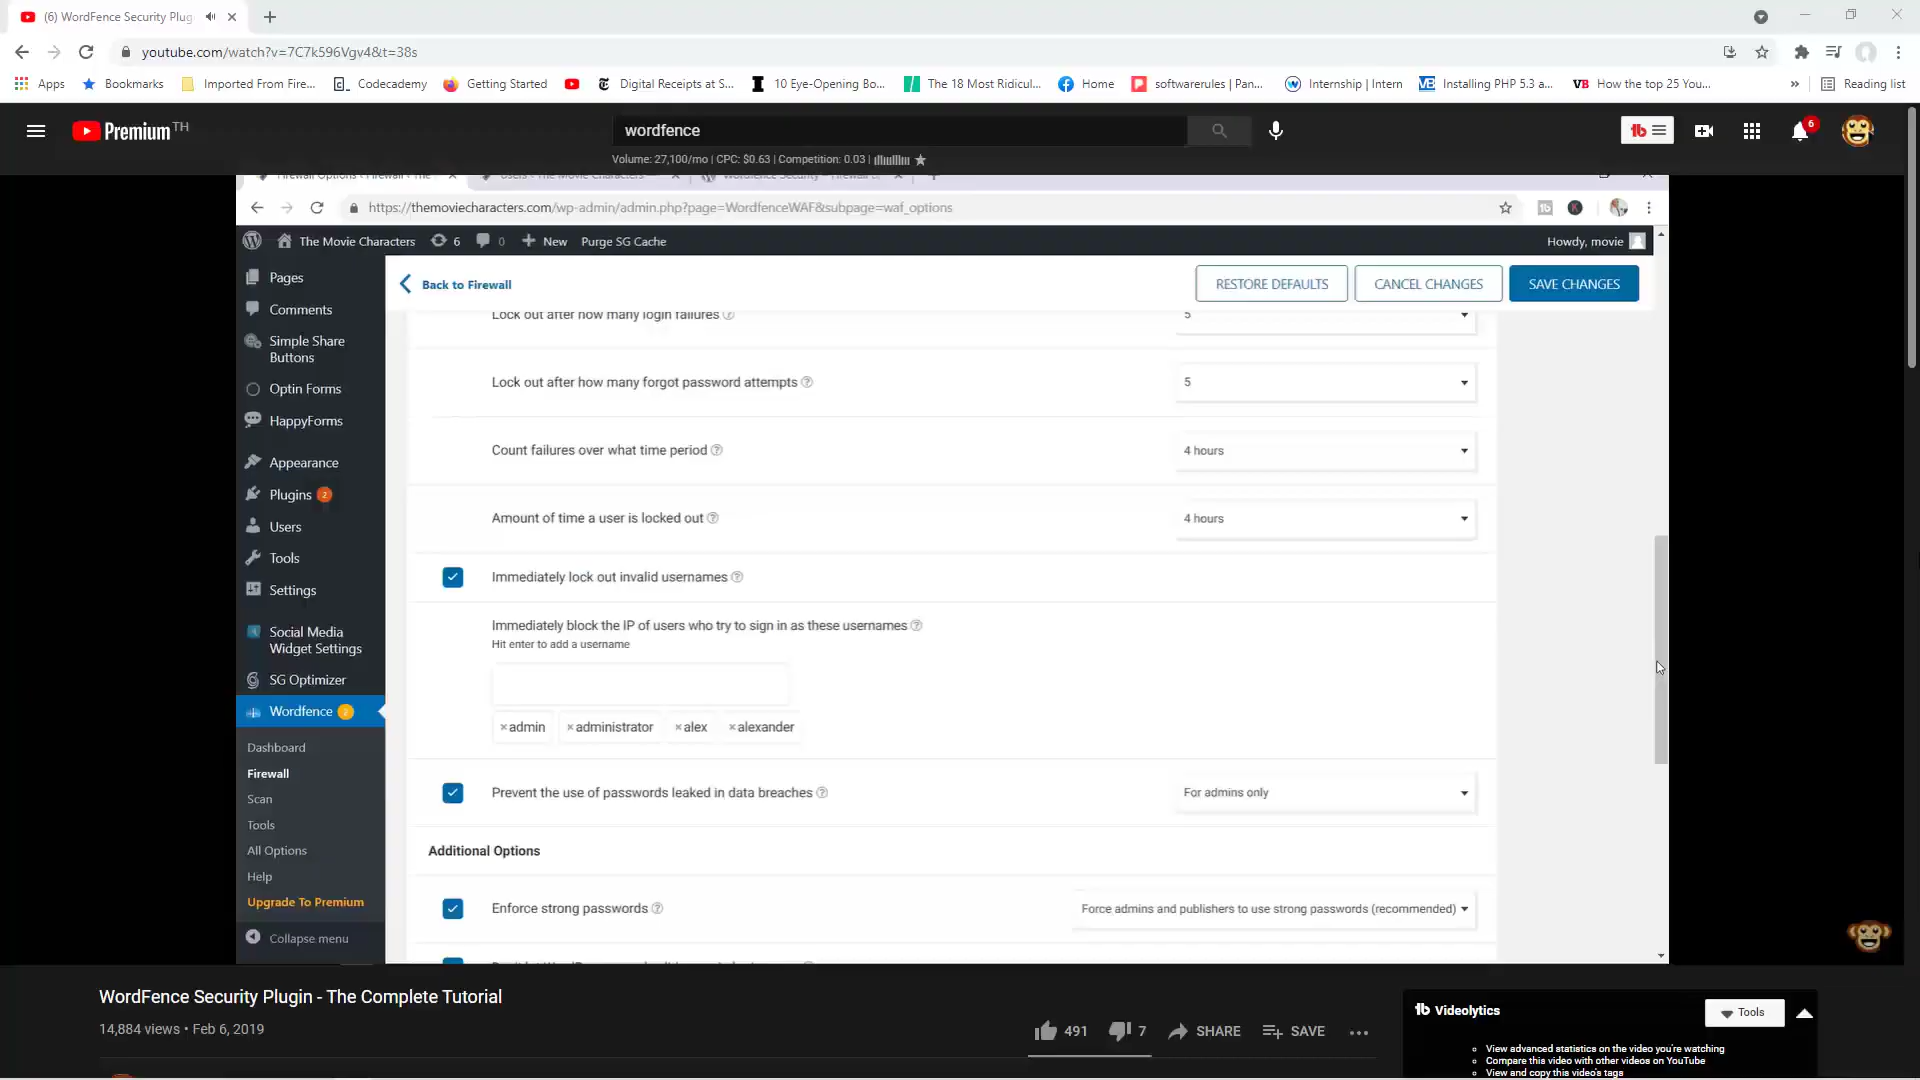 (6) WordFence Security Plug
youtube.com/watch?v=7C7k596Vgv4&t=38s
Apps Bookmarks Imported From Fire... Codecademy Getting Started Digital Receipts at S... 10 Eye-Opening Bo... The 18 Most Ridicul... Home softwarerules | Pan... Internship | Intern Installing PHP 5.3 a... VB How the top 25 You... » Reading list
Premium TH
wordfence
6
Volume: 27,100/mo | CPC: $0.63 | Competition: 0.03 |
Firewall Options Users - The Movie Characters Wordfence Security - Firewall
https://themoviecharacters.com/wp-admin/admin.php?page=WordfenceWAF&subpage=waf_options
The Movie Characters 6 0 New Purge SG Cache Howdy, movie
Pages
Comments
Simple Share
Buttons
Optin Forms
HappyForms
Appearance
Plugins 2
Users
Tools
Settings
Social Media
Widget Settings
SG Optimizer
Wordfence 2
Dashboard
Firewall
Scan
Tools
All Options
Help
Upgrade To Premium
Collapse menu
Back to Firewall RESTORE DEFAULTS CANCEL CHANGES SAVE CHANGES
Lock out after how many login failures 5
Lock out after how many forgot password attempts 5
Count failures over what time period 4 hours
Amount of time a user is locked out 4 hours
Immediately lock out invalid usernames
Immediately block the IP of users who try to sign in as these usernames
Hit enter to add a username
×admin ×administrator ×alex ×alexander
Prevent the use of passwords leaked in data breaches For admins only
Additional Options
Enforce strong passwords Force admins and publishers to use strong passwords (recommended)
WordFence Security Plugin - The Complete Tutorial
14,884 views • Feb 6, 2019
491 7 SHARE SAVE
Videolytics Tools
View advanced statistics on the video you're watching
Compare this video with other videos on YouTube
View and copy this video's tags